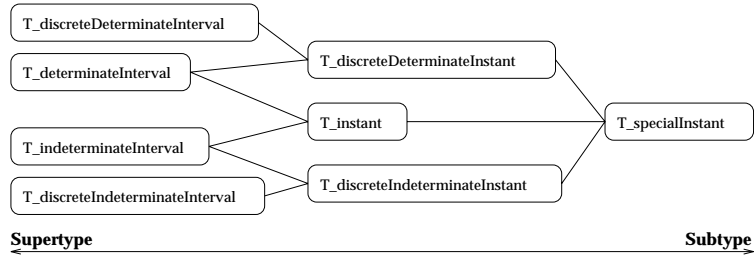 T_discreteDeterminateInterval
T_determinateInterval
T_discreteDeterminateInstant
T_instant
T_specialInstant
T_indeterminateInterval
T_discreteIndeterminateInterval
T_discreteIndeterminateInstant
Supertype
Subtype